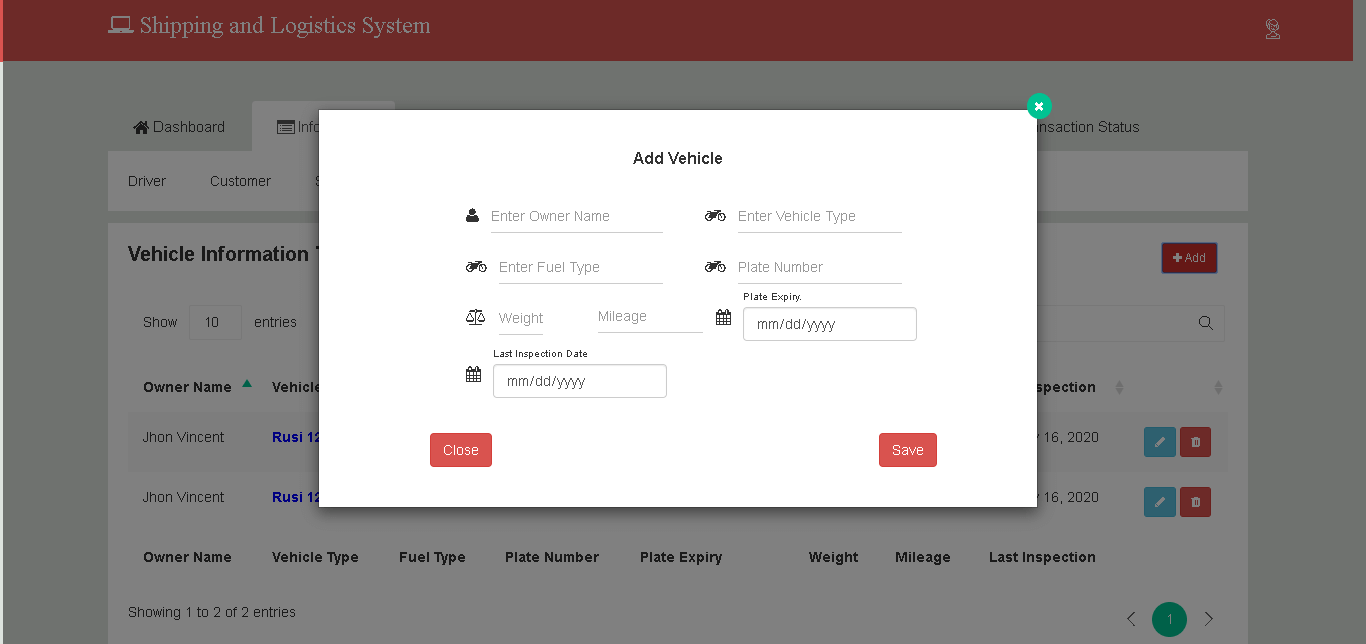 Shipping and Logistics System
Dashboard
Info
nsaction Status
Driver Customer S
Add Vehicle
Enter Owner Name Enter Vehicle Type
Enter Fuel Type Plate Number
Plate Expiry.
Weight Mileage mm/dd/yyyy
Last Inspection Date
mm/dd/yyyy
Close Save
Vehicle Information T
Add
Show 10 entries
Owner Name Vehicle spection
Jhon Vincent Rusi 12 16, 2020
Jhon Vincent Rusi 12 16, 2020
Owner Name Vehicle Type Fuel Type Plate Number Plate Expiry Weight Mileage Last Inspection
Showing 1 to 2 of 2 entries
1